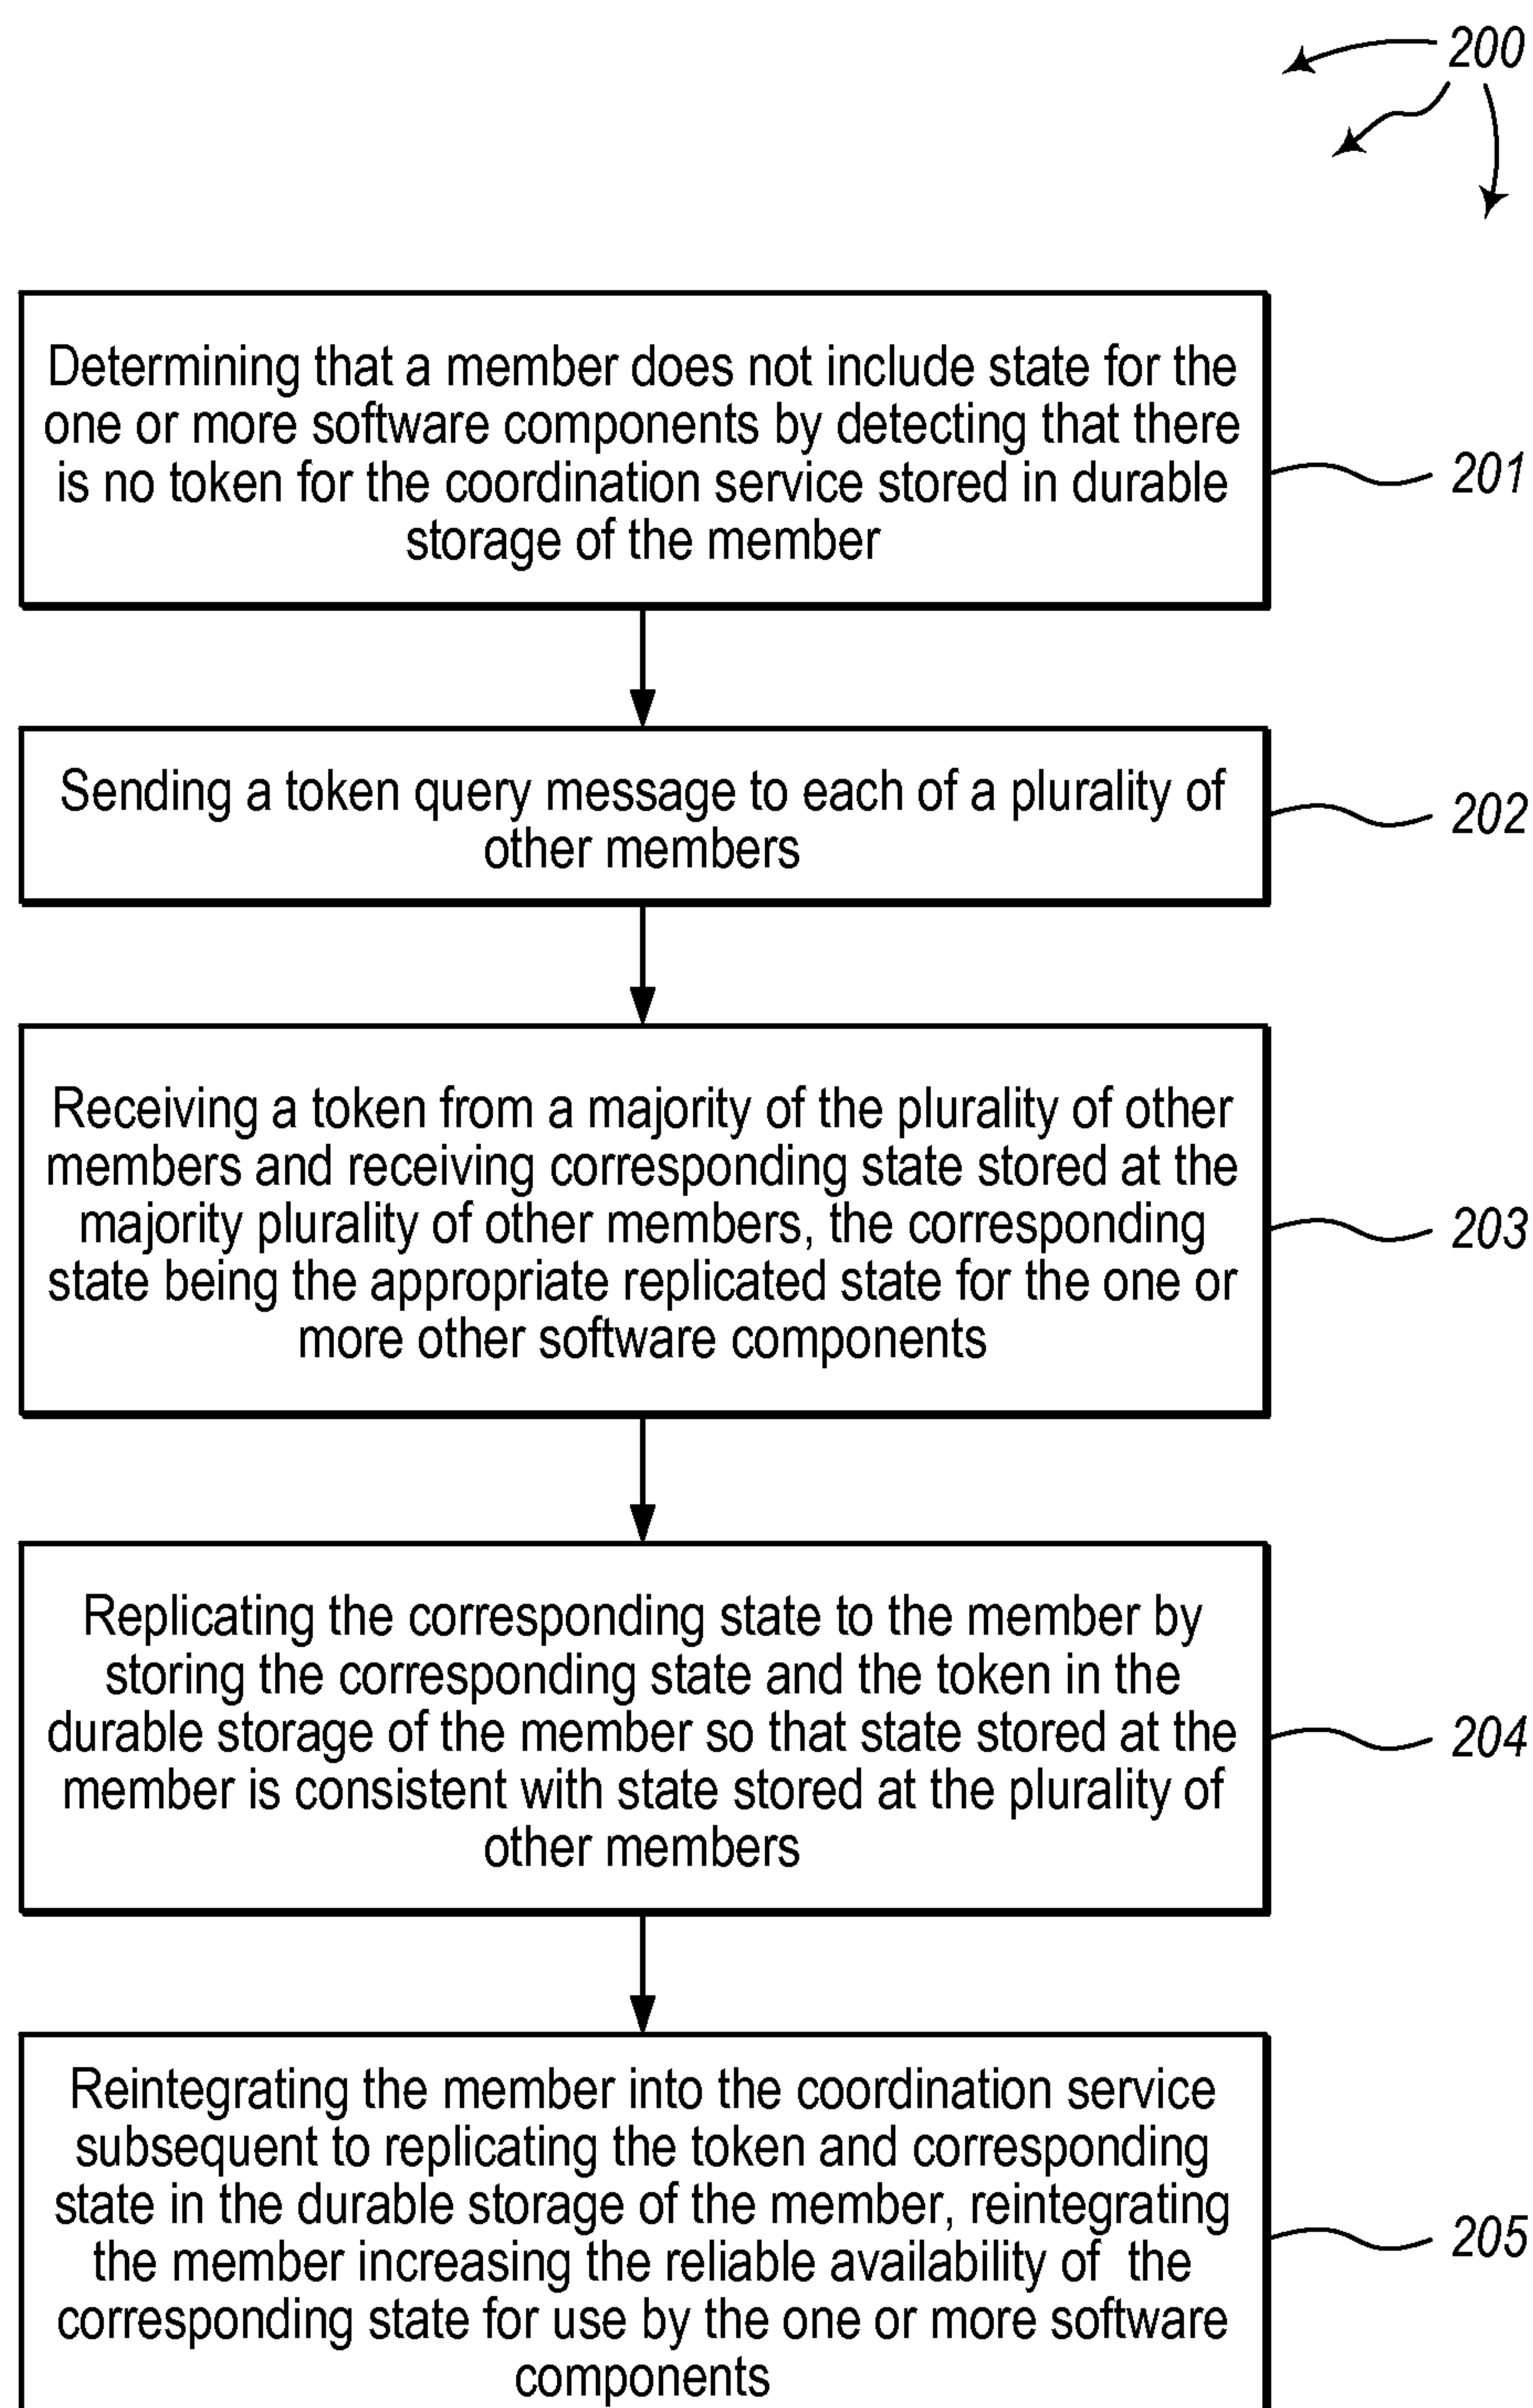 200
Determining that a member does not include state for the
one or more software components by detecting that there
is no token for the coordination service stored in durable
storage of the member
201
Sending a token query message to each of a plurality of
other members
202
Receiving a token from a majority of the plurality of other
members and receiving corresponding state stored at the
majority plurality of other members, the corresponding
state being the appropriate replicated state for the one or
more other software components
203
Replicating the corresponding state to the member by
storing the corresponding state and the token in the
durable storage of the member so that state stored at the
member is consistent with state stored at the plurality of
other members
204
Reintegrating the member into the coordination service
subsequent to replicating the token and corresponding
state in the durable storage of the member, reintegrating
the member increasing the reliable availability of the
corresponding state for use by the one or more software
components
205